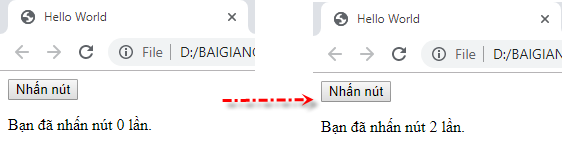 Hello World
File | D:/BAIGIANG
Nhấn nút
Bạn đã nhấn nút 0 lần.
Hello World
File | D:/BAIGIAN
Nhấn nút
Bạn đã nhấn nút 2 lần.